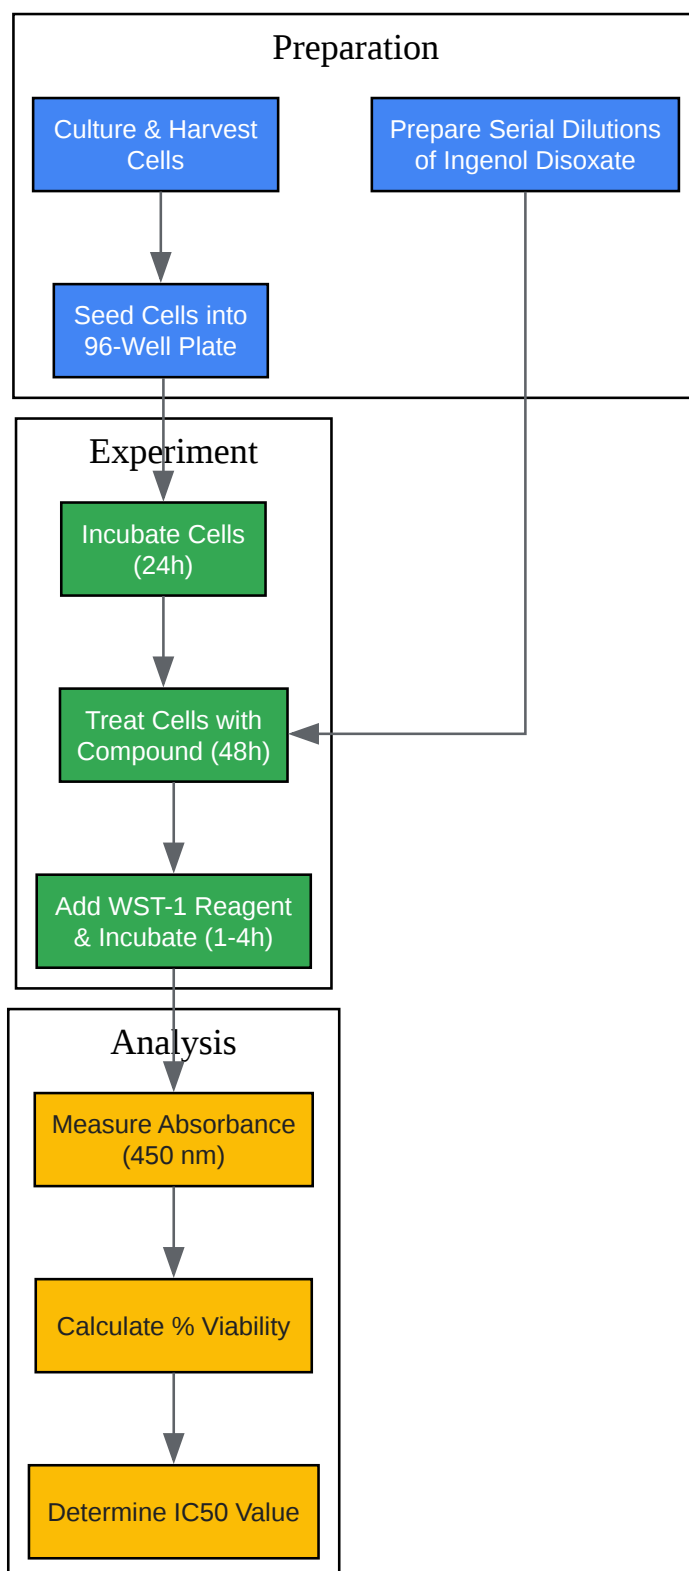 Preparation
Culture & Harvest
Cells
Prepare Serial Dilutions
of Ingenol Disoxate
Seed Cells into
96-Well Plate
Experiment
Incubate Cells
(24h)
Treat Cells with
Compound (48h)
Add WST-1 Reagent
& Incubate (1-4h)
Analysis
Measure Absorbance
(450 nm)
Calculate % Viability
Determine IC50 Value